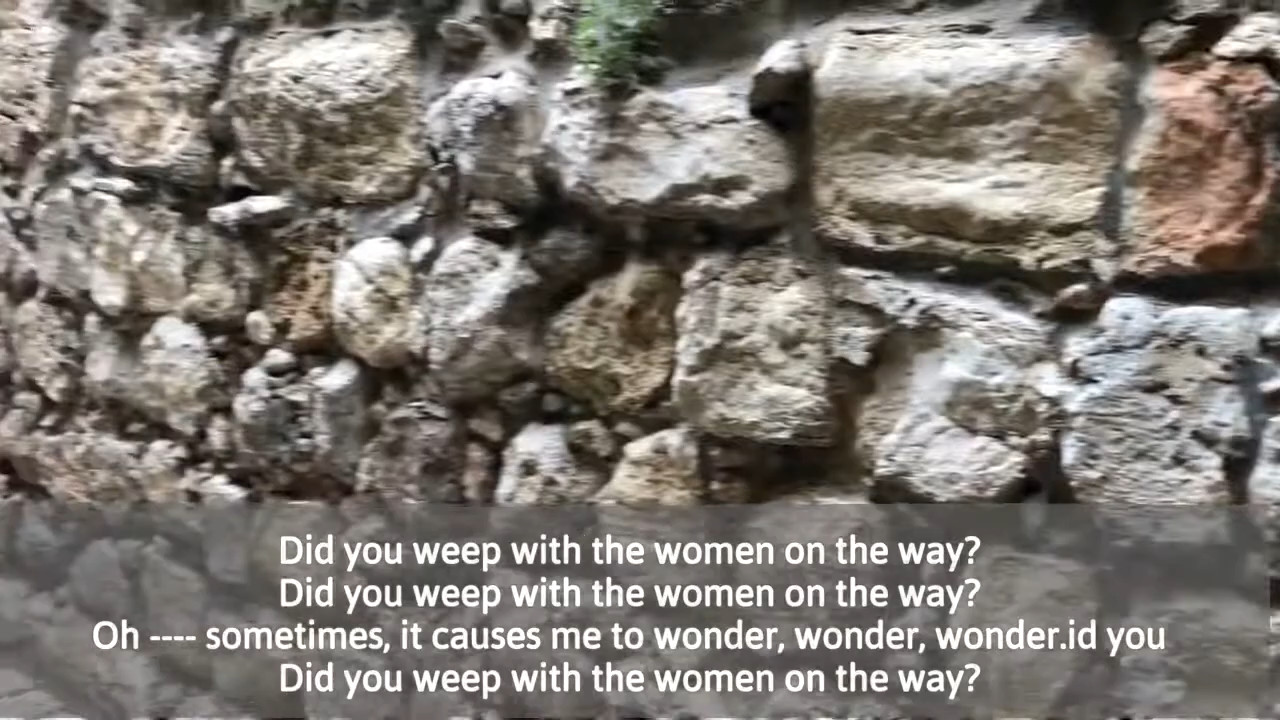 Did you weep with the women on the way?
Did you weep with the women on the way?
Oh ---- sometimes, it causes me to wonder, wonder, wonder.id you
Did you weep with the women on the way?